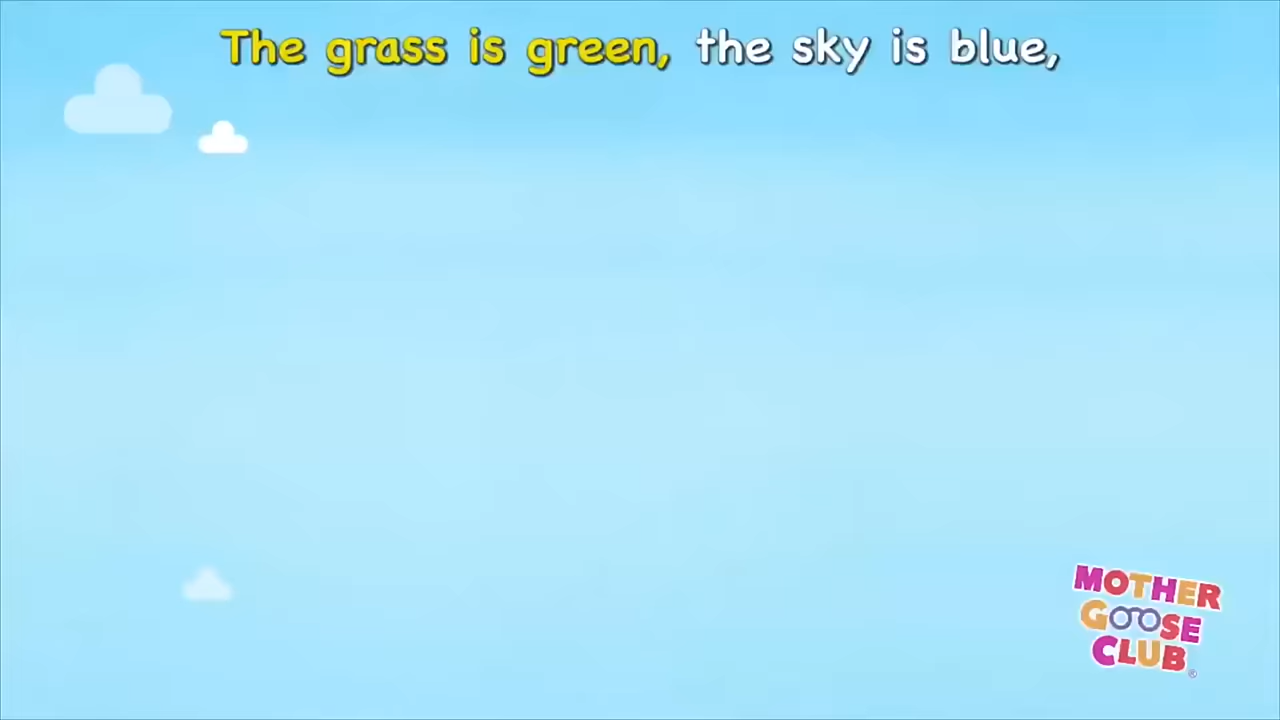 The grass is green, the sky is blue,
MOTHER
GOOSE
CLUB
®